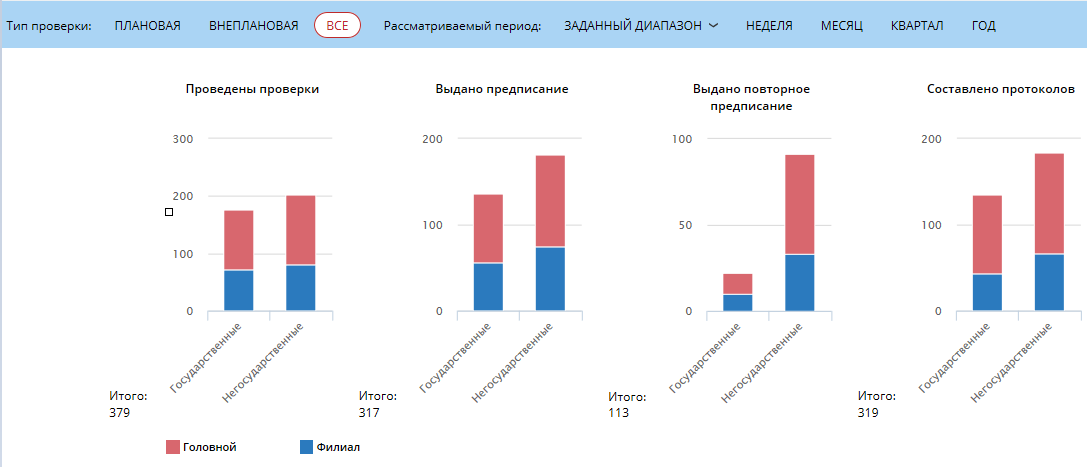 Тип проверки: ПЛАНОВАЯ ВНЕПЛАНОВАЯ ВСЕ Рассматриваемый период: ЗАДАННЫЙ ДИАПАЗОН НЕДЕЛЯ МЕСЯЦ КВАРТАЛ ГОД
Проведены проверки
300
200
100
0
Государственные
Негосударственные
Итого:
379
Выдано предписание
200
100
0
Государственные
Негосударственные
Итого:
317
Выдано повторное
предписание
100
50
0
Государственные
Негосударственные
Итого:
113
Составлено протоколов
200
100
0
Государственные
Негосударственные
Итого:
319
Головной
Филиал